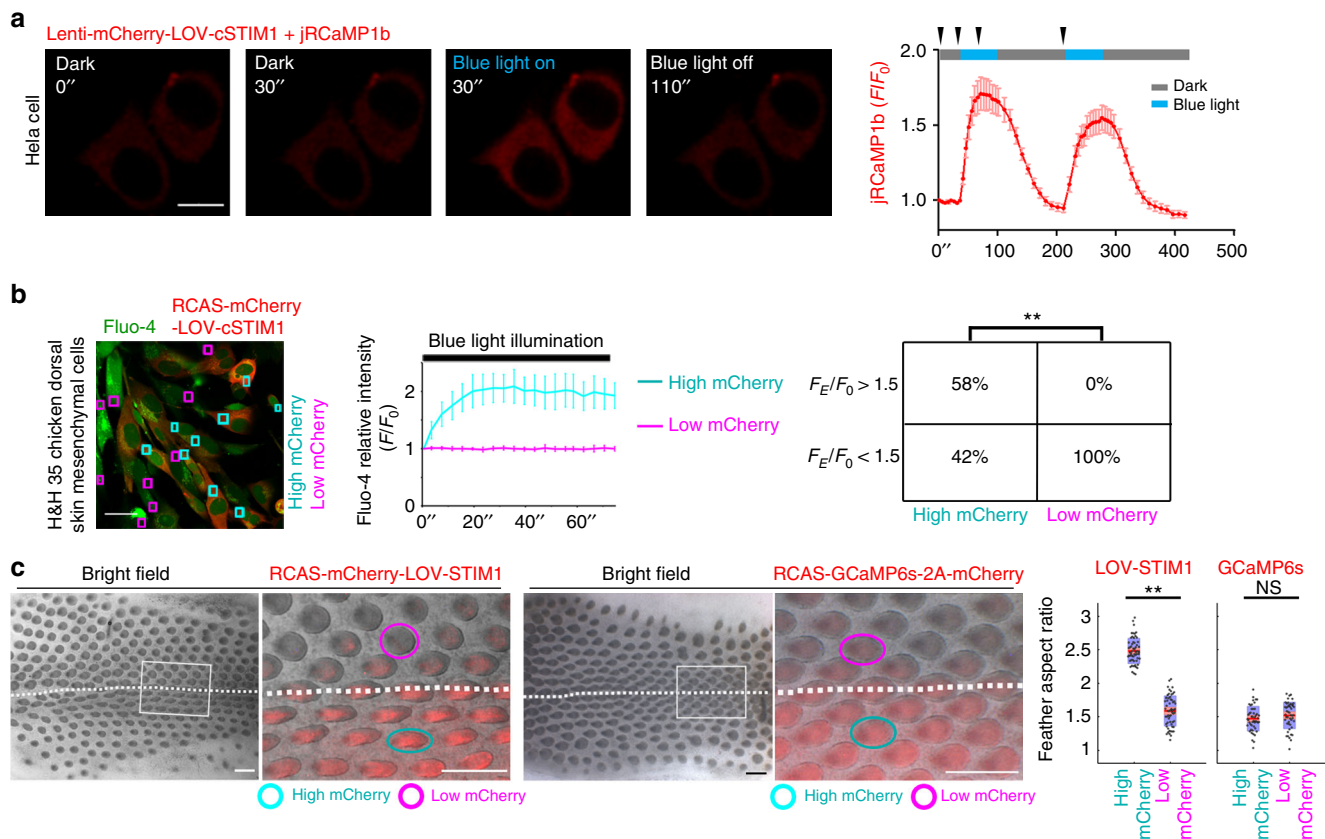 a
Lenti-mCherry-LOV-cSTIM1 + jRCaMP1b
Hela cell
Dark
0″
Dark
30″
Blue light on
30″
Blue light off
110″
jRCaMP1b (F/F0)
2.0
1.5
1.0
0″
100
200
300
400
500
Dark
Blue light
b
H&H 35 chicken dorsal
skin mesenchymal cells
Fluo-4
RCAS-mCherry
-LOV-cSTIM1
High mCherry
Low mCherry
Blue light illumination
Fluo-4 relative intensity
(F/F0)
2
1
0
0″
20″
40″
60″
High mCherry
Low mCherry
**
FE/F0 > 1.5
58%
0%
FE/F0 < 1.5
42%
100%
High mCherry
Low mCherry
c
Bright field
RCAS-mCherry-LOV-STIM1
Bright field
RCAS-GCaMP6s-2A-mCherry
High mCherry
Low mCherry
High mCherry
Low mCherry
LOV-STIM1
GCaMP6s
**
NS
Feather aspect ratio
3
2.5
2
1.5
1
High
mCherry
Low
mCherry
High
mCherry
Low
mCherry